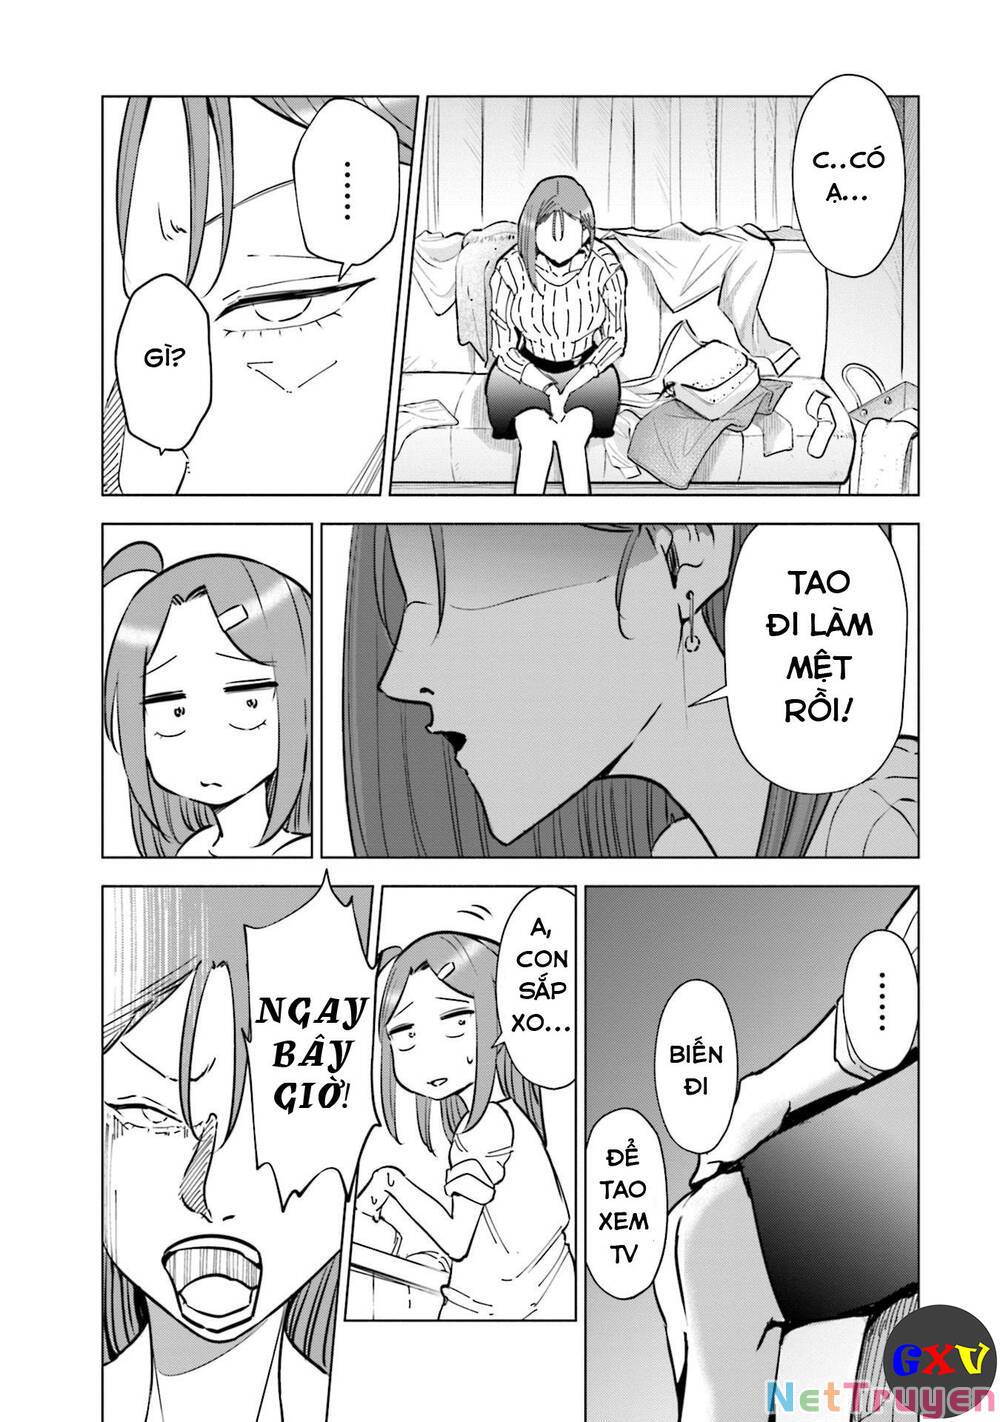 C..CÓ
Ạ...
......
GÌ?
TAO
ĐI LÀM
MỆT
RỒI!
......
BIẾN
ĐI
ĐỂ
TAO
XEM
TV
A,
CON
SẮP
XO...
NGAY
BÂY
GIỜ!
GXV
NetTruyen